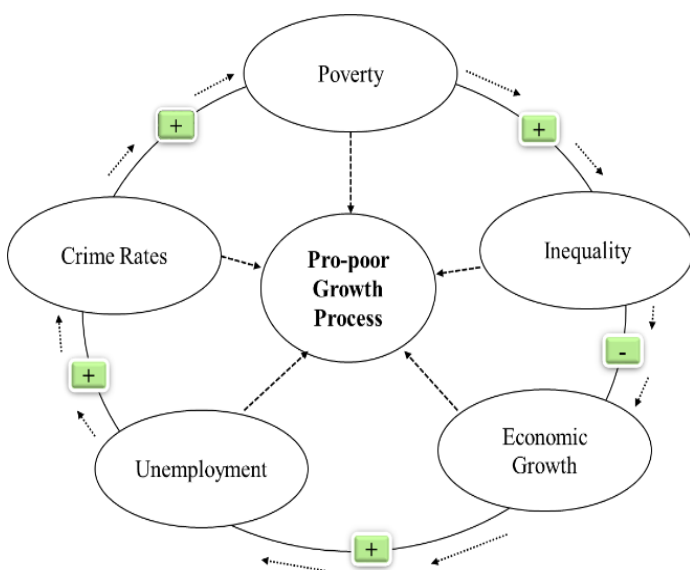 Poverty
+
+
Crime Rates
Inequality
Pro-poor
Growth
Process
+
-
Unemployment
Economic
Growth
+